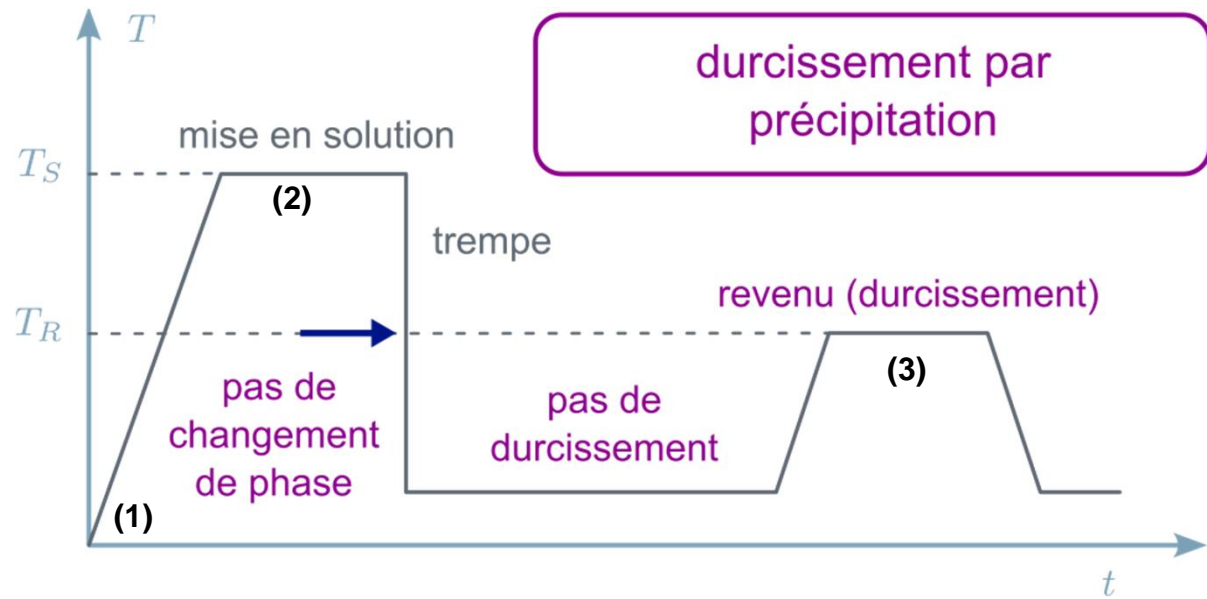 T
durcissement par
précipitation
mise en solution
T_S
(2)
trempe
revenu (durcissement)
T_R
(3)
pas de
changement
de phase
pas de
durcissement
(1)
t